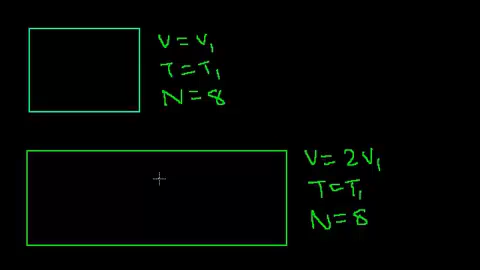 V=V₁
T=T₁
N=8
V=2V₁
T=T₁
N=8